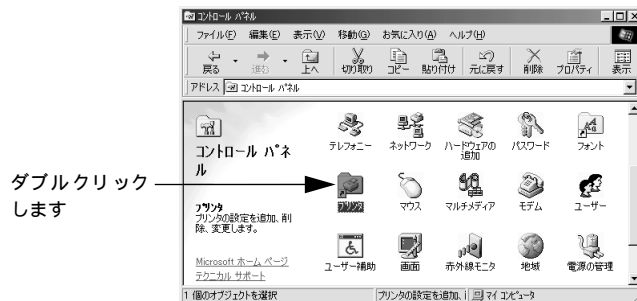 コントロール パネル
ファイル(F) 編集(E) 表示(V) 移動(G) お気に入り(A) ヘルプ(H)
戻る 進む 上へ 切り取り コピー 貼り付け 元に戻す 削除 プロパティ 表示
アドレス コントロール パネル
コントロール パネ
ル
プリンタ
プリンタの設定を追加、削
除、変更します。
Microsoft ホーム ページ
テクニカル サポート
テレフォニー ネットワーク ハードウェアの
追加 パスワード フォント
プリンタ マウス マルチメディア モデム ユーザー
ユーザー補助 画面 赤外線モニタ 地域 電源の管理
ダブルクリック
します
1 個のオブジェクトを選択 プリンタの設定を追加、i マイ コンピュータ